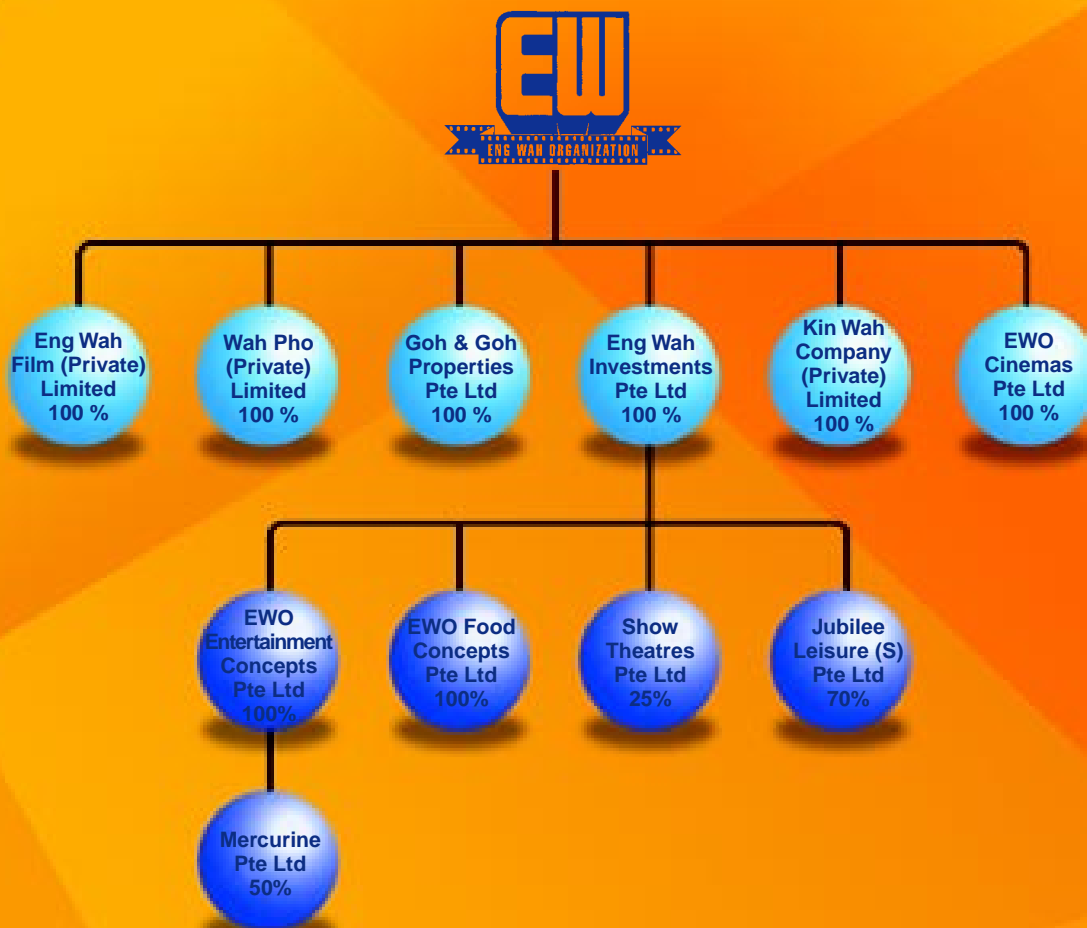 EW
ENG WAH ORGANIZATION
Eng Wah
Film (Private)
Limited
100 %
Wah Pho
(Private)
Limited
100 %
Goh & Goh
Properties
Pte Ltd
100 %
Eng Wah
Investments
Pte Ltd
100 %
Kin Wah
Company
(Private)
Limited
100 %
EWO
Cinemas
Pte Ltd
100 %
EWO
Entertainment
Concepts
Pte Ltd
100%
EWO Food
Concepts
Pte Ltd
100%
Show
Theatres
Pte Ltd
25%
Jubilee
Leisure (S)
Pte Ltd
70%
Mercurine
Pte Ltd
50%